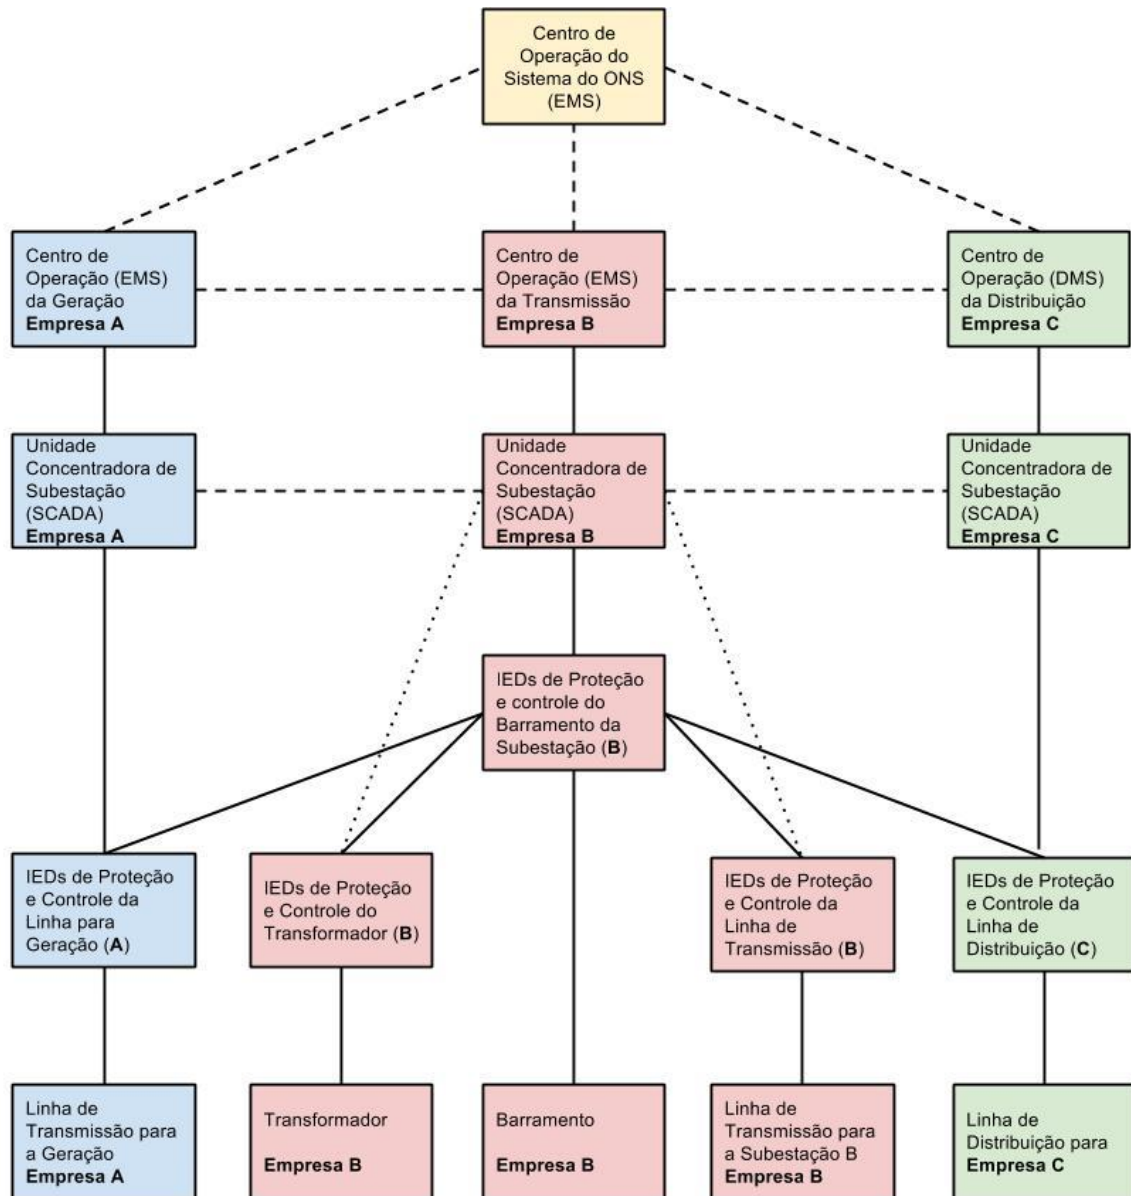 Centro de
Operação do
Sistema do ONS
(EMS)
Centro de
Operação (EMS)
da Geração
Empresa A
Centro de
Operação (EMS)
da Transmissão
Empresa B
Centro de
Operação (DMS)
da Distribuição
Empresa C
Unidade
Concentradora de
Subestação
(SCADA)
Empresa A
Unidade
Concentradora de
Subestação
(SCADA)
Empresa B
Unidade
Concentradora de
Subestação
(SCADA)
Empresa C
IEDs de Proteção
e controle do
Barramento da
Subestação (B)
IEDs de Proteção
e Controle da
Linha para
Geração (A)
IEDs de Proteção
e Controle do
Transformador (B)
IEDs de Proteção
e Controle da
Linha de
Transmissão (B)
IEDs de Proteção
e Controle da
Linha de
Distribuição (C)
Linha de
Transmissão para
a Geração
Empresa A
Transformador
Empresa B
Barramento
Empresa B
Linha de
Transmissão para
a Subestação B
Empresa B
Linha de
Distribuição para
Empresa C